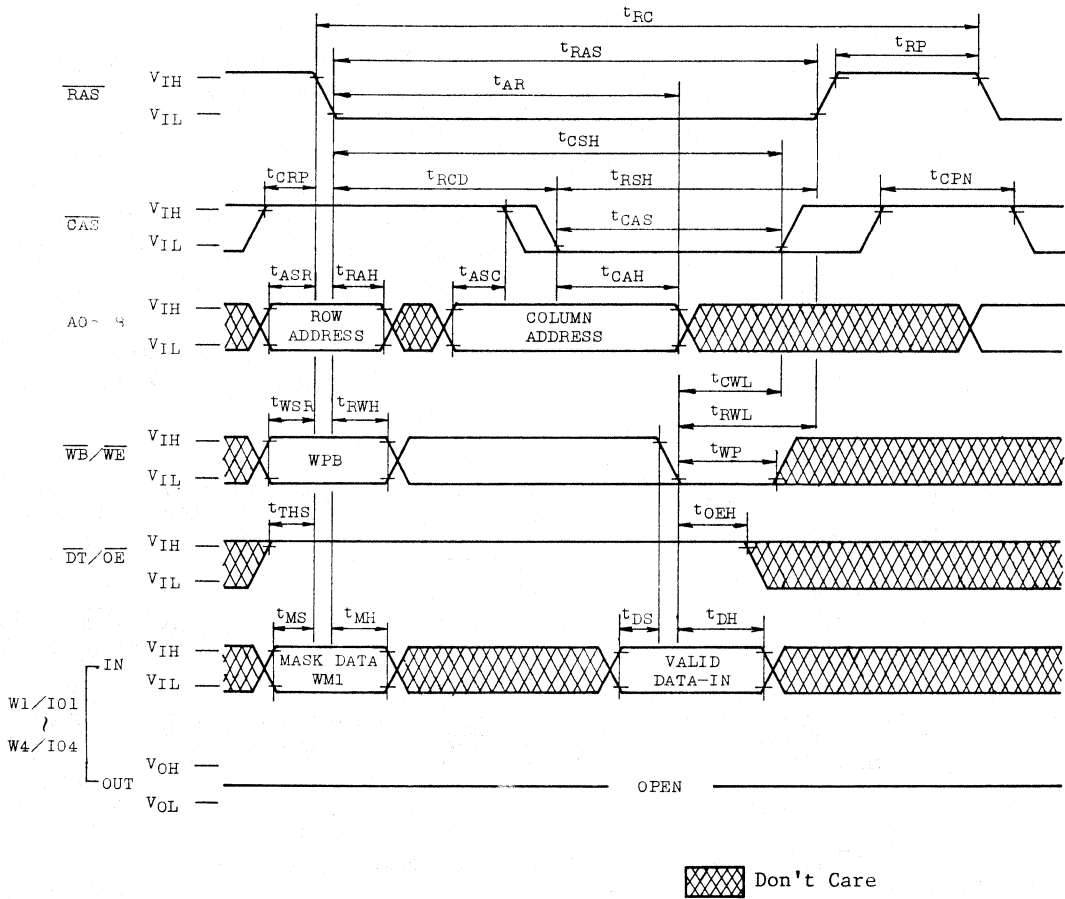 tRC
tRP
tRAS
tAR
RAS
VIH
VIL
tCSH
tCRP
tRCD
tRSH
tCPN
CAS
VIH
VIL
tCAS
tASR
tRAH
tASC
tCAH
VIH
VIL
ROW
ADDRESS
COLUMN
ADDRESS
tCWL
tRWL
tWSR
tRWH
tWP
WB/WE
VIH
VIL
WPB
tTHS
tOEH
DT/OE
VIH
VIL
tMS
tMH
tDS
tDH
IN
VIH
VIL
MASK DATA
WM1
VALID
DATA-IN
W1/IO1
~
W4/IO4
OUT
VOH
VOL
OPEN
Don't Care